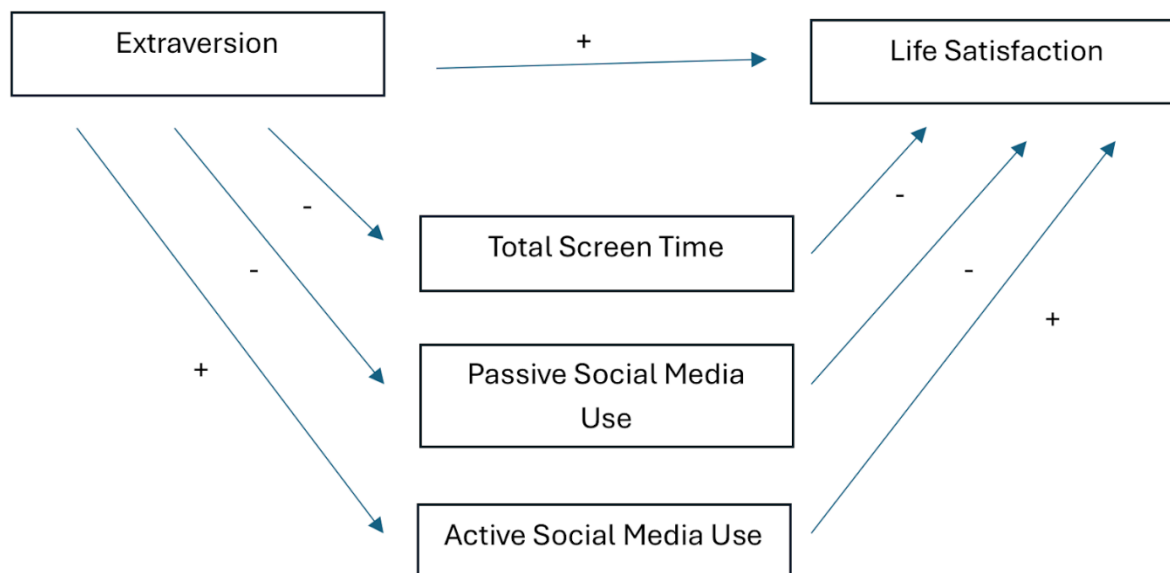 Extraversion
+
Life Satisfaction
-
-
Total Screen Time
-
-
+
+
Passive Social Media
Use
Active Social Media Use